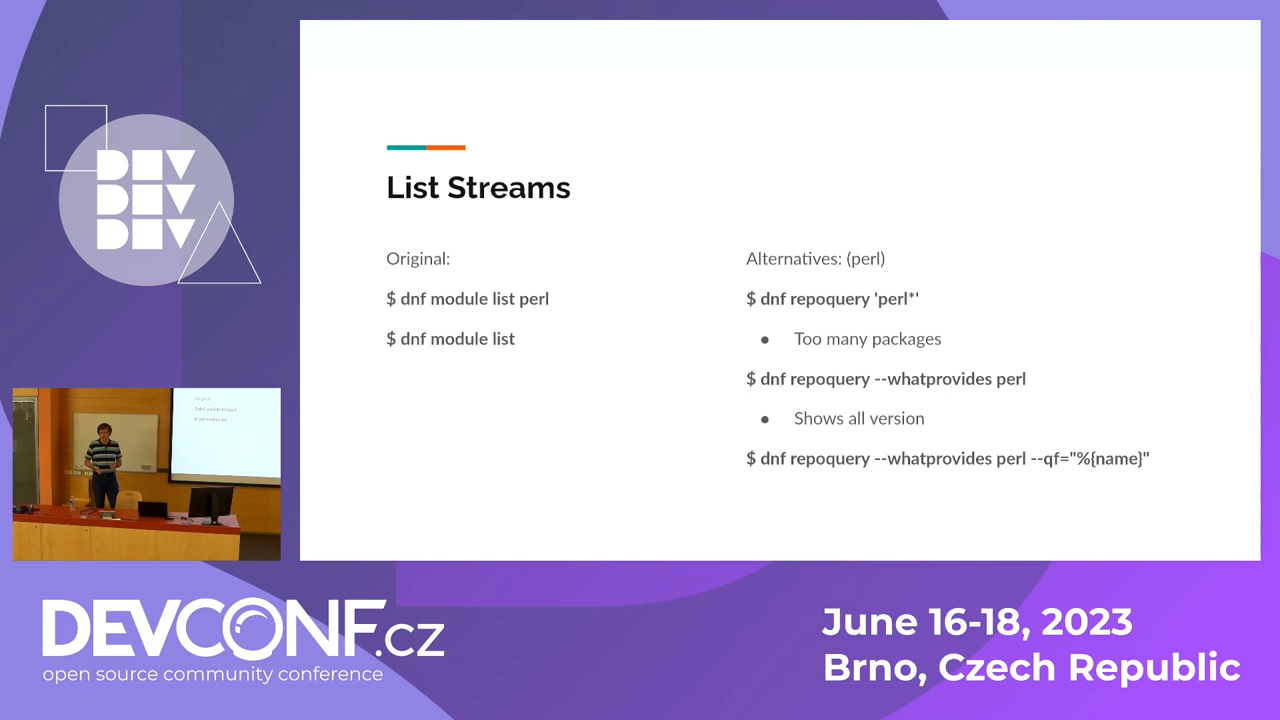 DEV
DEV
DEV
List Streams
Original:
$ dnf module list perl
$ dnf module list
Alternatives: (perl)
$ dnf repoquery 'perl*'
● Too many packages
$ dnf repoquery --whatprovides perl
● Shows all version
$ dnf repoquery --whatprovides perl --qf="%{name}"
DEVCONF.cz
open source community conference
June 16-18, 2023
Brno, Czech Republic